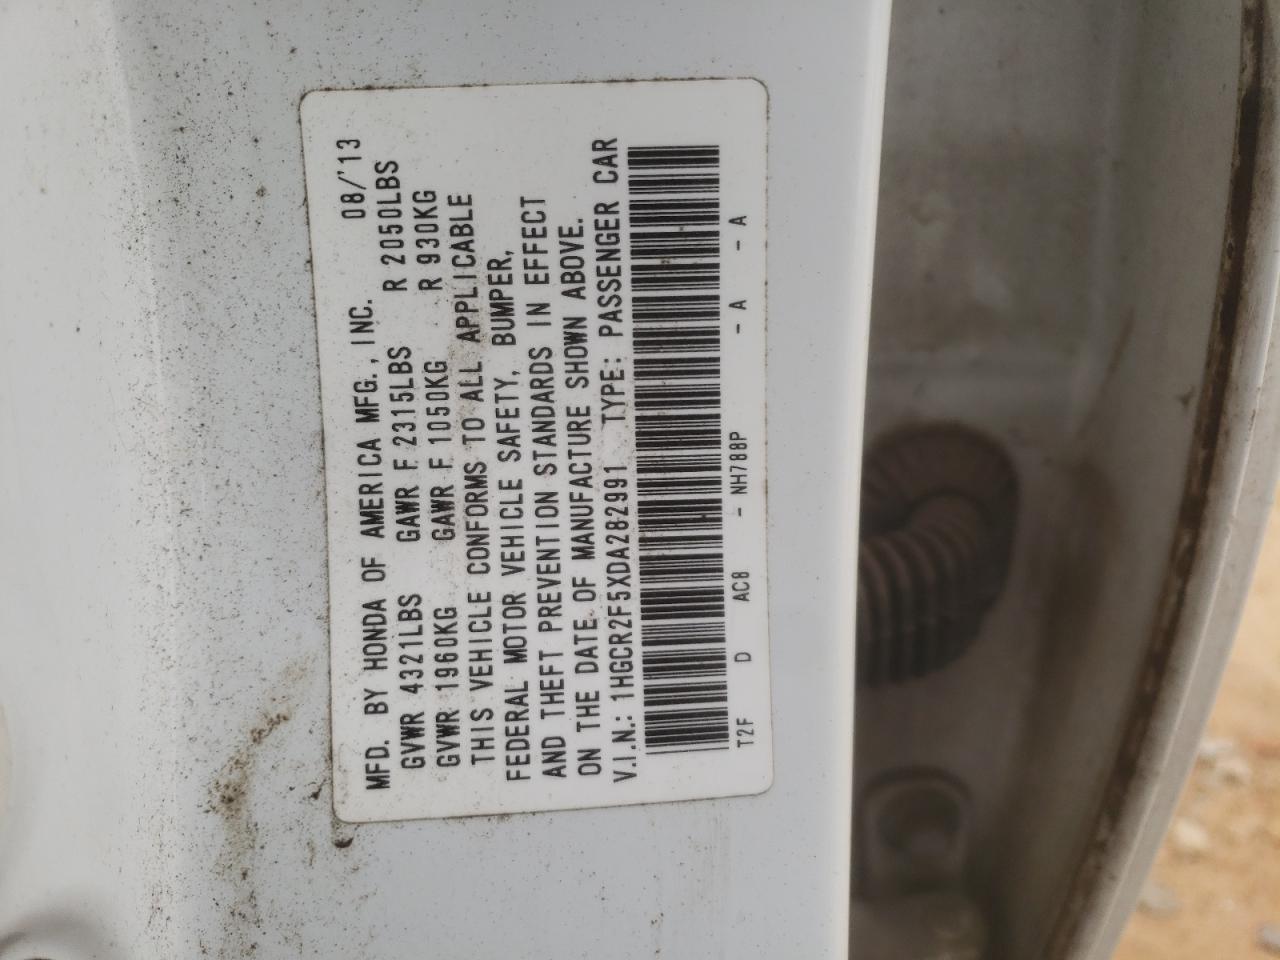 MFD. BY HONDA OF AMERICA MFG., INC. 08/'13
GVWR 4321LBS GAWR F 2315LBS R 2050LBS
GVWR 1960KG GAWR F 1050KG R 930KG
THIS VEHICLE CONFORMS TO ALL APPLICABLE
FEDERAL MOTOR VEHICLE SAFETY, BUMPER,
AND THEFT PREVENTION STANDARDS IN EFFECT
ON THE DATE OF MANUFACTURE SHOWN ABOVE.
V.I.N.: 1HGCR2F5XDA282991 TYPE: PASSENGER CAR
T2F D AC8 - NH788P - A - A